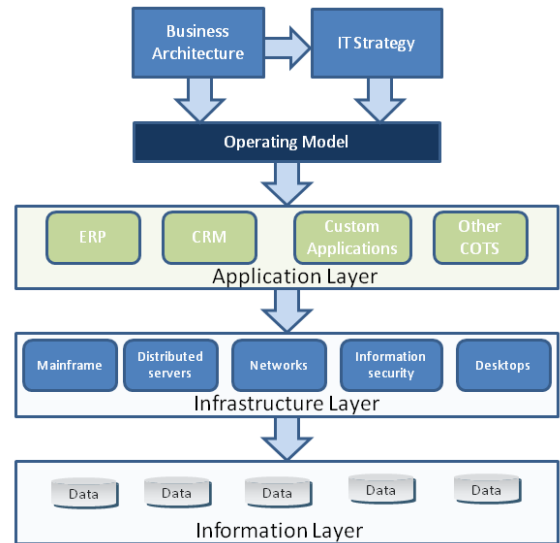 Business
Architecture
IT Strategy
Operating Model
ERP
CRM
Custom
Applications
Other
COTS
Application Layer
Mainframe
Distributed
servers
Networks
Information
security
Desktops
Infrastructure Layer
Data
Data
Data
Data
Data
Information Layer